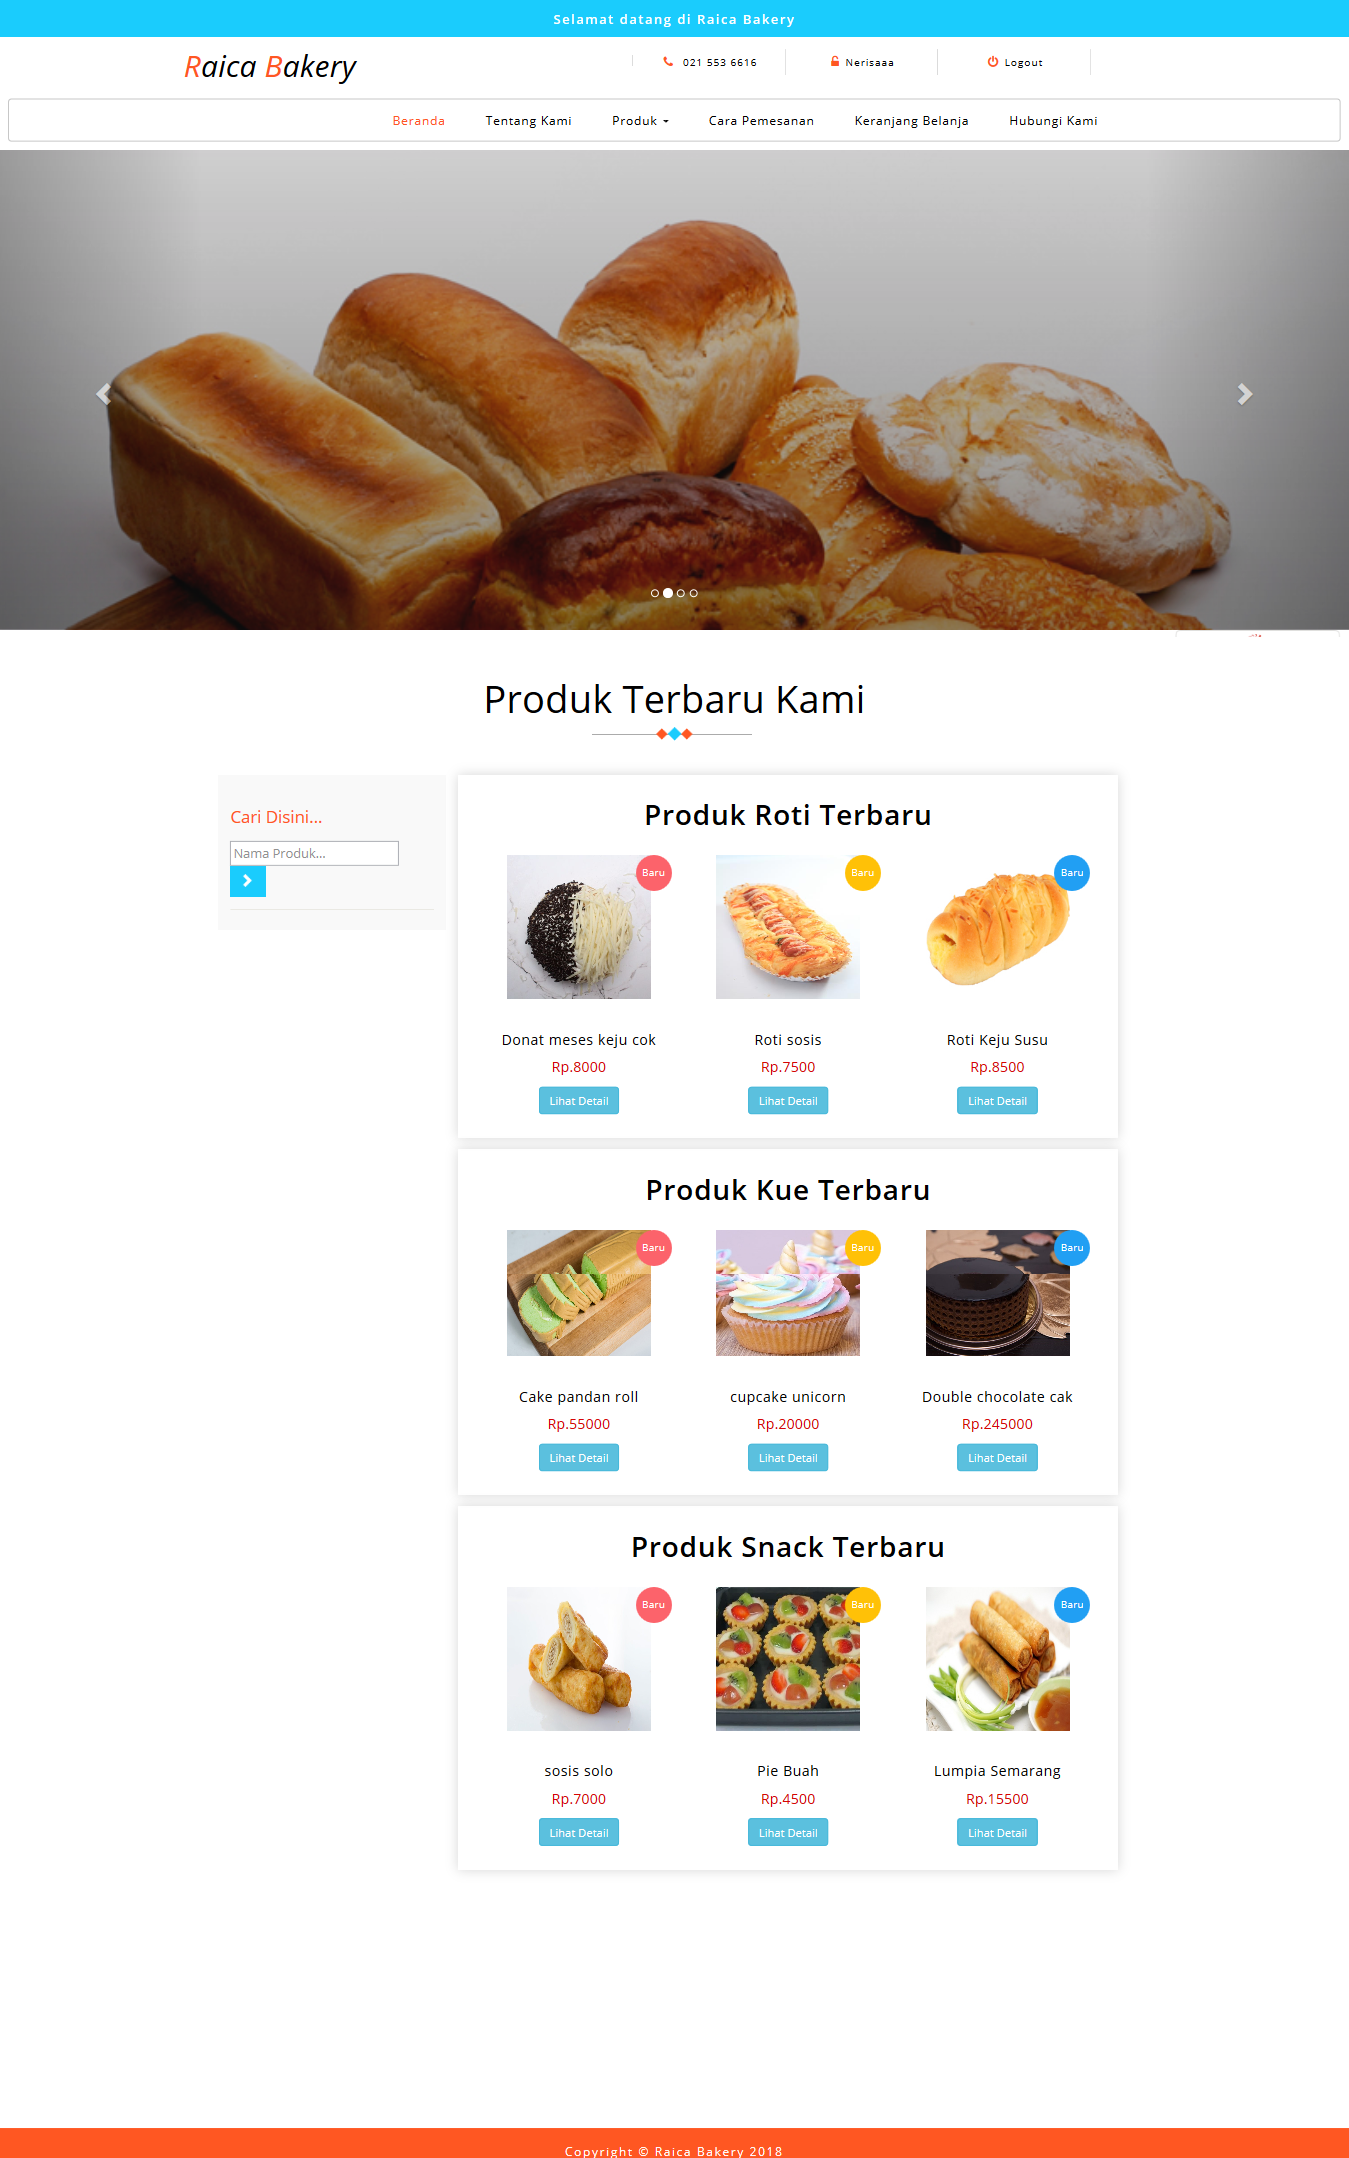 Selamat datang di Raica Bakery
Raica Bakery
021 553 6616
Nerisaaa
Logout
Beranda
Tentang Kami
Produk
Cara Pemesanan
Keranjang Belanja
Hubungi Kami
Produk Terbaru Kami
Cari Disini...
Nama Produk...
Produk Roti Terbaru
Baru
Baru
Baru
Donat meses keju cok
Roti sosis
Roti Keju Susu
Rp.8000
Rp.7500
Rp.8500
Lihat Detail
Lihat Detail
Lihat Detail
Produk Kue Terbaru
Baru
Baru
Baru
Cake pandan roll
cupcake unicorn
Double chocolate cak
Rp.55000
Rp.20000
Rp.245000
Lihat Detail
Lihat Detail
Lihat Detail
Produk Snack Terbaru
Baru
Baru
Baru
sosis solo
Pie Buah
Lumpia Semarang
Rp.7000
Rp.4500
Rp.15500
Lihat Detail
Lihat Detail
Lihat Detail
Copyright © Raica Bakery 2018